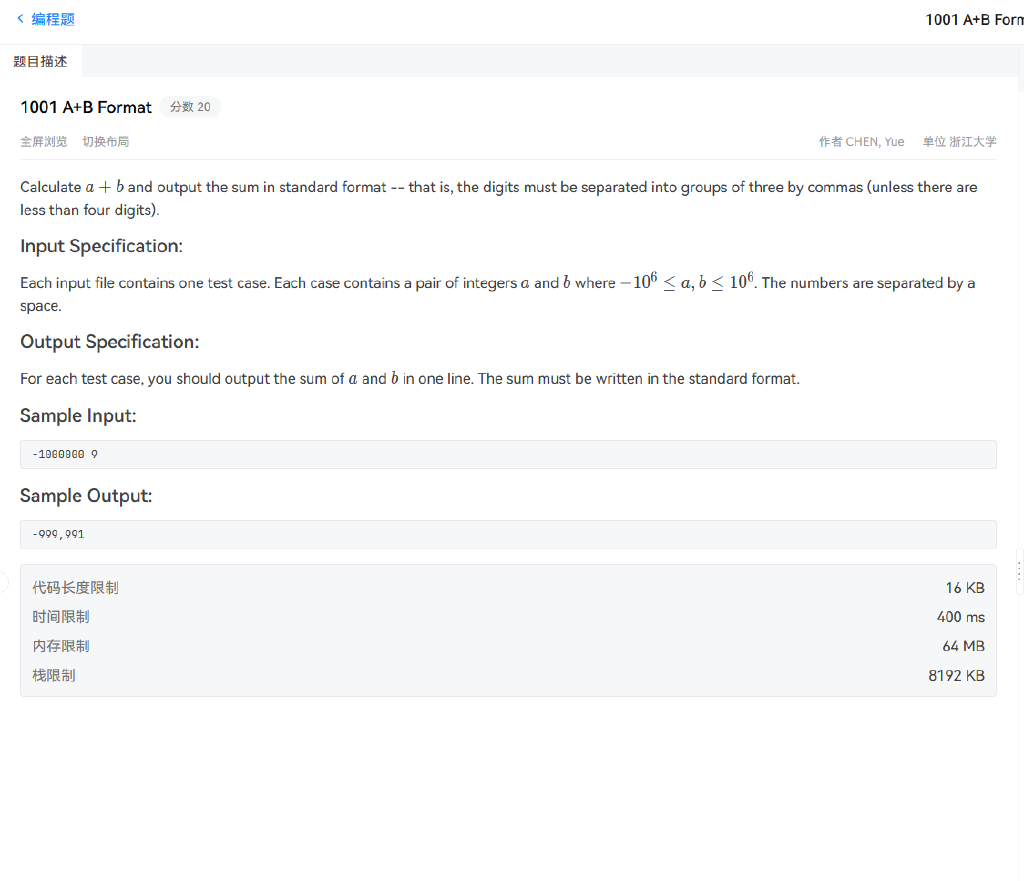 编程题
1001 A+B Form
题目描述
1001 A+B Format 分数 20
全屏浏览 切换布局 作者 CHEN, Yue 单位 浙江大学
Calculate a + b and output the sum in standard format -- that is, the digits must be separated into groups of three by commas (unless there are
less than four digits).
Input Specification:
Each input file contains one test case. Each case contains a pair of integers a and b where −10⁶ ≤ a, b ≤ 10⁶. The numbers are separated by a
space.
Output Specification:
For each test case, you should output the sum of a and b in one line. The sum must be written in the standard format.
Sample Input:
-1000000 9
Sample Output:
-999,991
代码长度限制 16 KB
时间限制 400 ms
内存限制 64 MB
栈限制 8192 KB